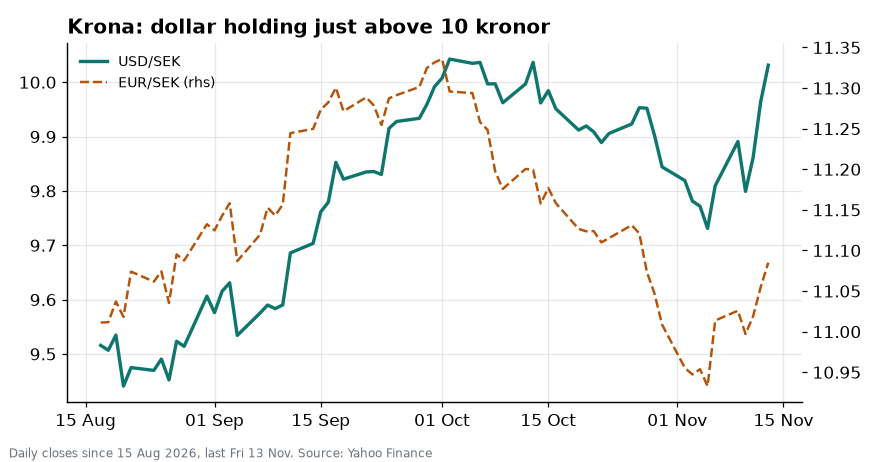 Krona: dollar holding just above 10 kronor
USD/SEK
EUR/SEK (rhs)
10.0
9.9
9.8
9.7
9.6
9.5
11.35
11.30
11.25
11.20
11.15
11.10
11.05
11.00
10.95
15 Aug
01 Sep
15 Sep
01 Oct
15 Oct
01 Nov
15 Nov
Daily closes since 15 Aug 2026, last Fri 13 Nov. Source: Yahoo Finance